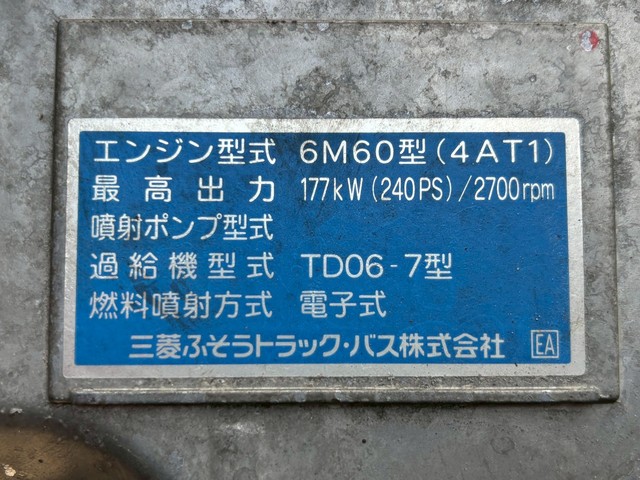 エンジン型式 6M60型(4AT1)
最高出力 177kW(240PS)/2700rpm
噴射ポンプ型式
過給機型式 TD06-7型
燃料噴射方式 電子式
三菱ふそうトラック・バス株式会社 EA